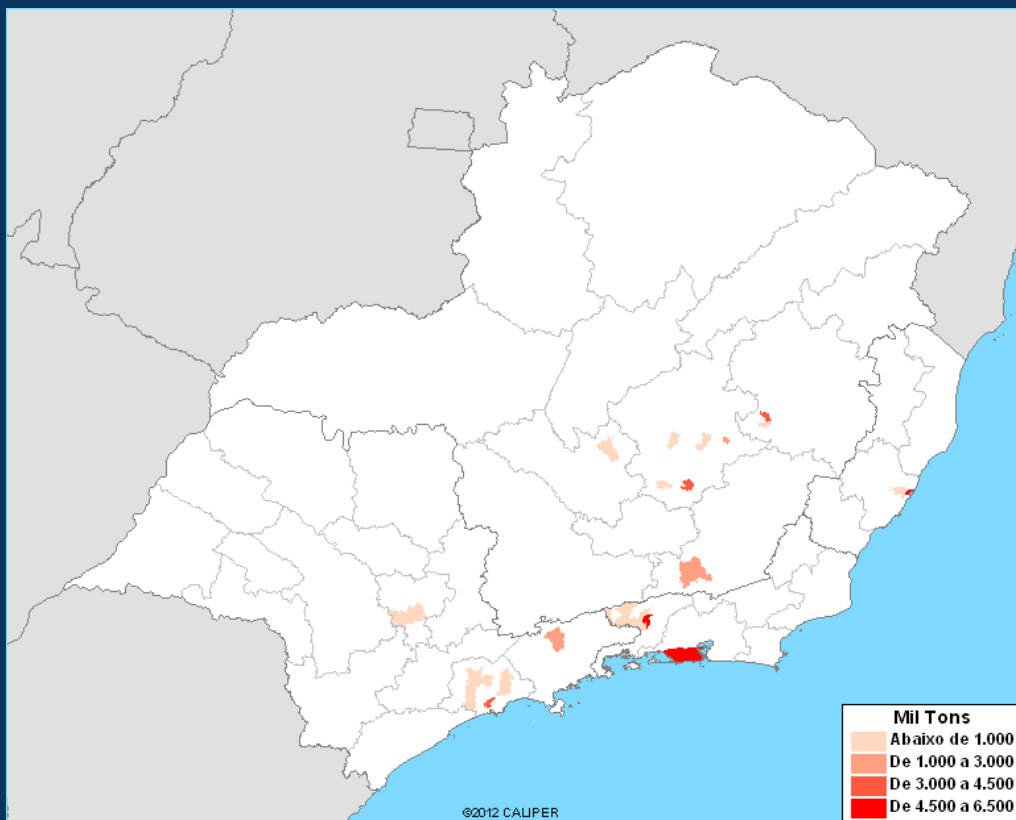 Mil Tons
Abaixo de 1.000
De 1.000 a 3.000
De 3.000 a 4.500
De 4.500 a 6.500
©2012 CALIPER